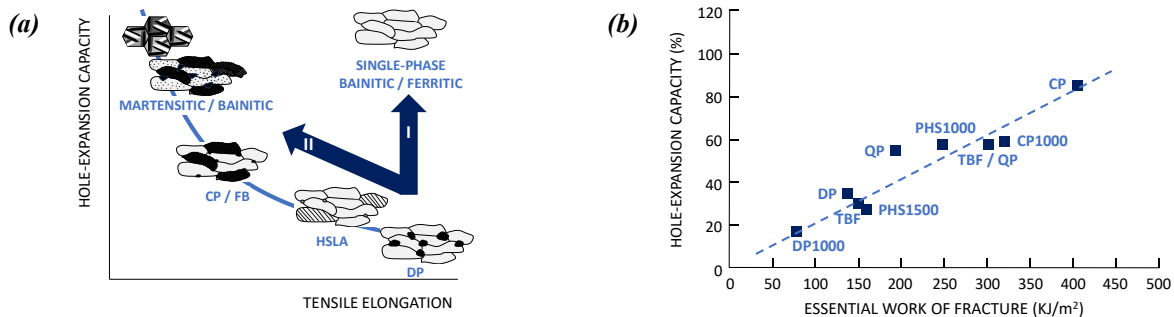 (a)
HOLE-EXPANSION CAPACITY
SINGLE-PHASE
BAINITIC / FERRITIC
MARTENSITIC / BAINITIC
I
II
CP / FB
HSLA
DP
TENSILE ELONGATION
(b)
HOLE-EXPANSION CAPACITY (%)
120
100
80
60
40
20
0
CP
PHS1000
QP
CP1000
TBF / QP
DP
TBF
PHS1500
DP1000
0 50 100 150 200 250 300 350 400 450 500
ESSENTIAL WORK OF FRACTURE (KJ/m²)